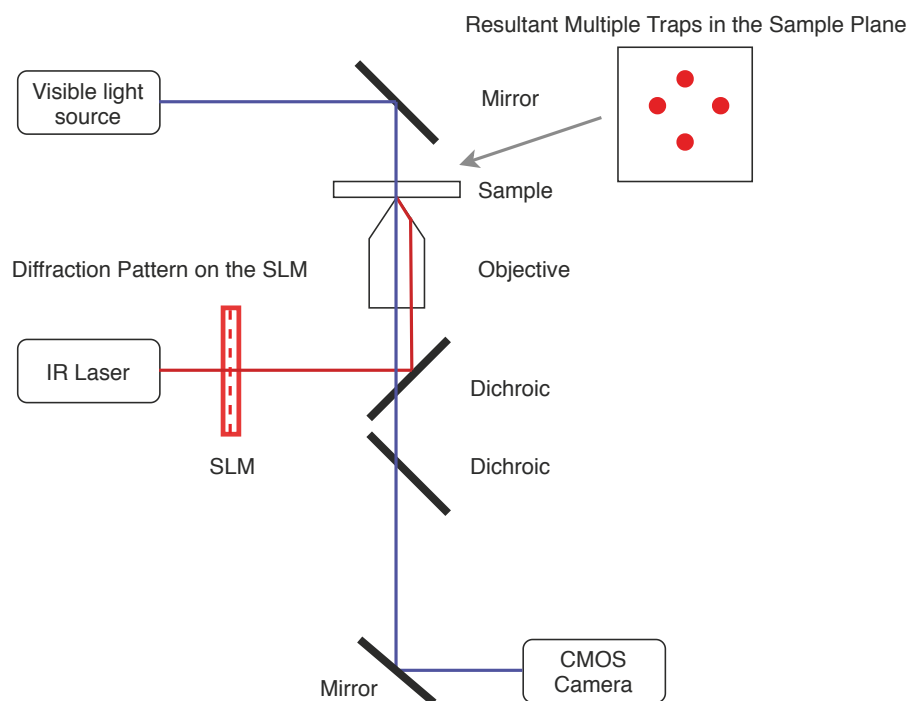 Resultant Multiple Traps in the Sample Plane
Visible light
source
Mirror
Sample
Diffraction Pattern on the SLM
Objective
IR Laser
Dichroic
SLM
Dichroic
Mirror
CMOS
Camera